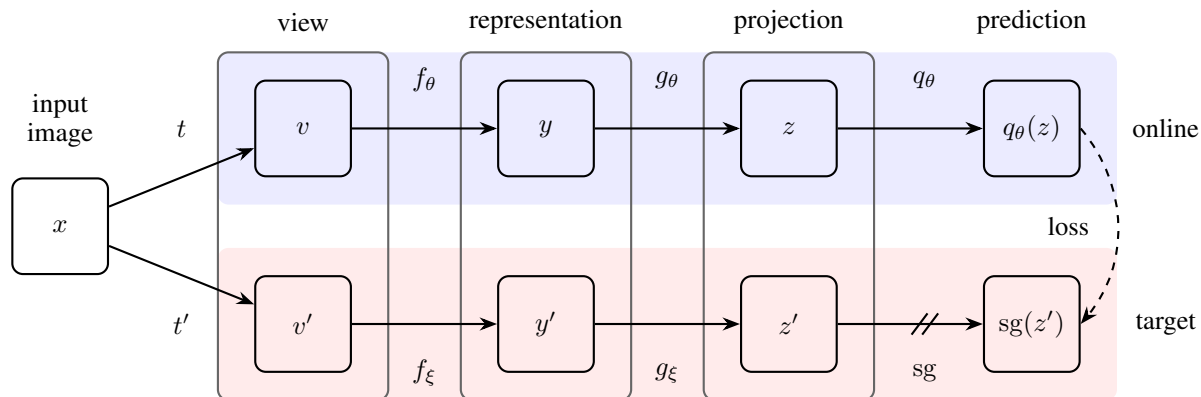 view
representation
projection
prediction
input
image
t
f_θ
g_θ
q_θ
v
y
z
q_θ(z)
online
x
loss
t′
v′
y′
z′
sg(z′)
target
f_ξ
g_ξ
sg